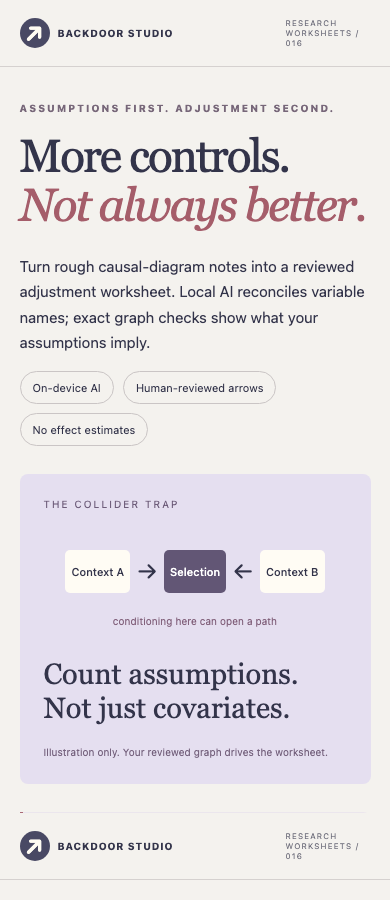 BACKDOOR STUDIO
RESEARCH
WORKSHEETS /
016
ASSUMPTIONS FIRST. ADJUSTMENT SECOND.
More controls.
Not always better.
Turn rough causal-diagram notes into a reviewed
adjustment worksheet. Local AI reconciles variable
names; exact graph checks show what your
assumptions imply.
On-device AI
Human-reviewed arrows
No effect estimates
THE COLLIDER TRAP
Context A
Selection
Context B
conditioning here can open a path
Count assumptions.
Not just covariates.
Illustration only. Your reviewed graph drives the worksheet.
BACKDOOR STUDIO
RESEARCH
WORKSHEETS /
016